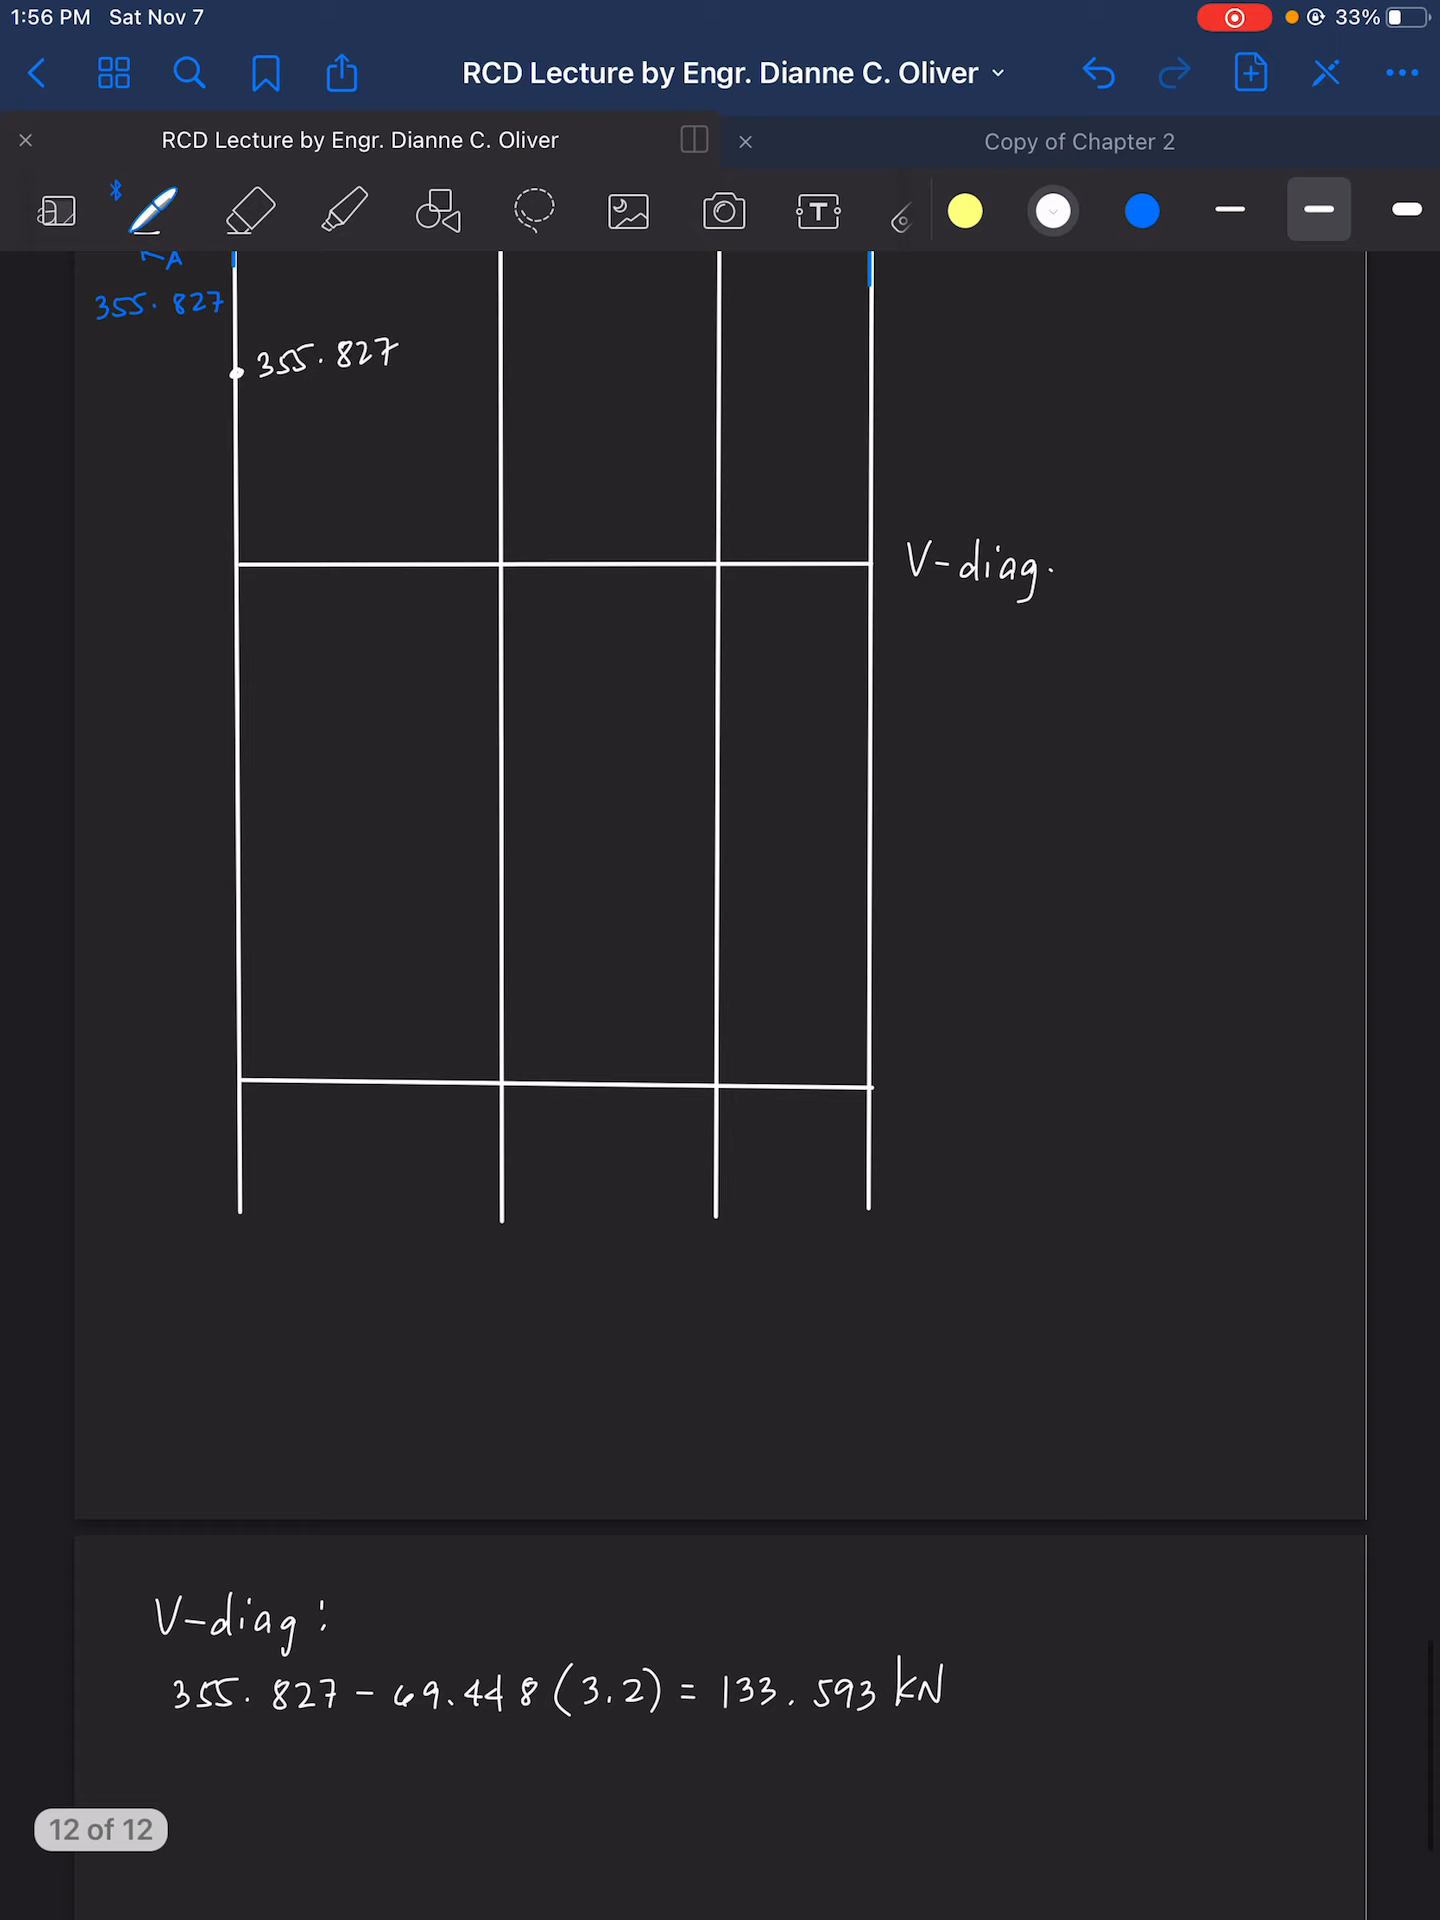 1:56 PM Sat Nov 7 33%
RCD Lecture by Engr. Dianne C. Oliver
RCD Lecture by Engr. Dianne C. Oliver
Copy of Chapter 2
T
A
355.827
355.827
V-diag.
V-diag:
355.827 - 69.448 (3.2) = 133.593 kN
12 of 12